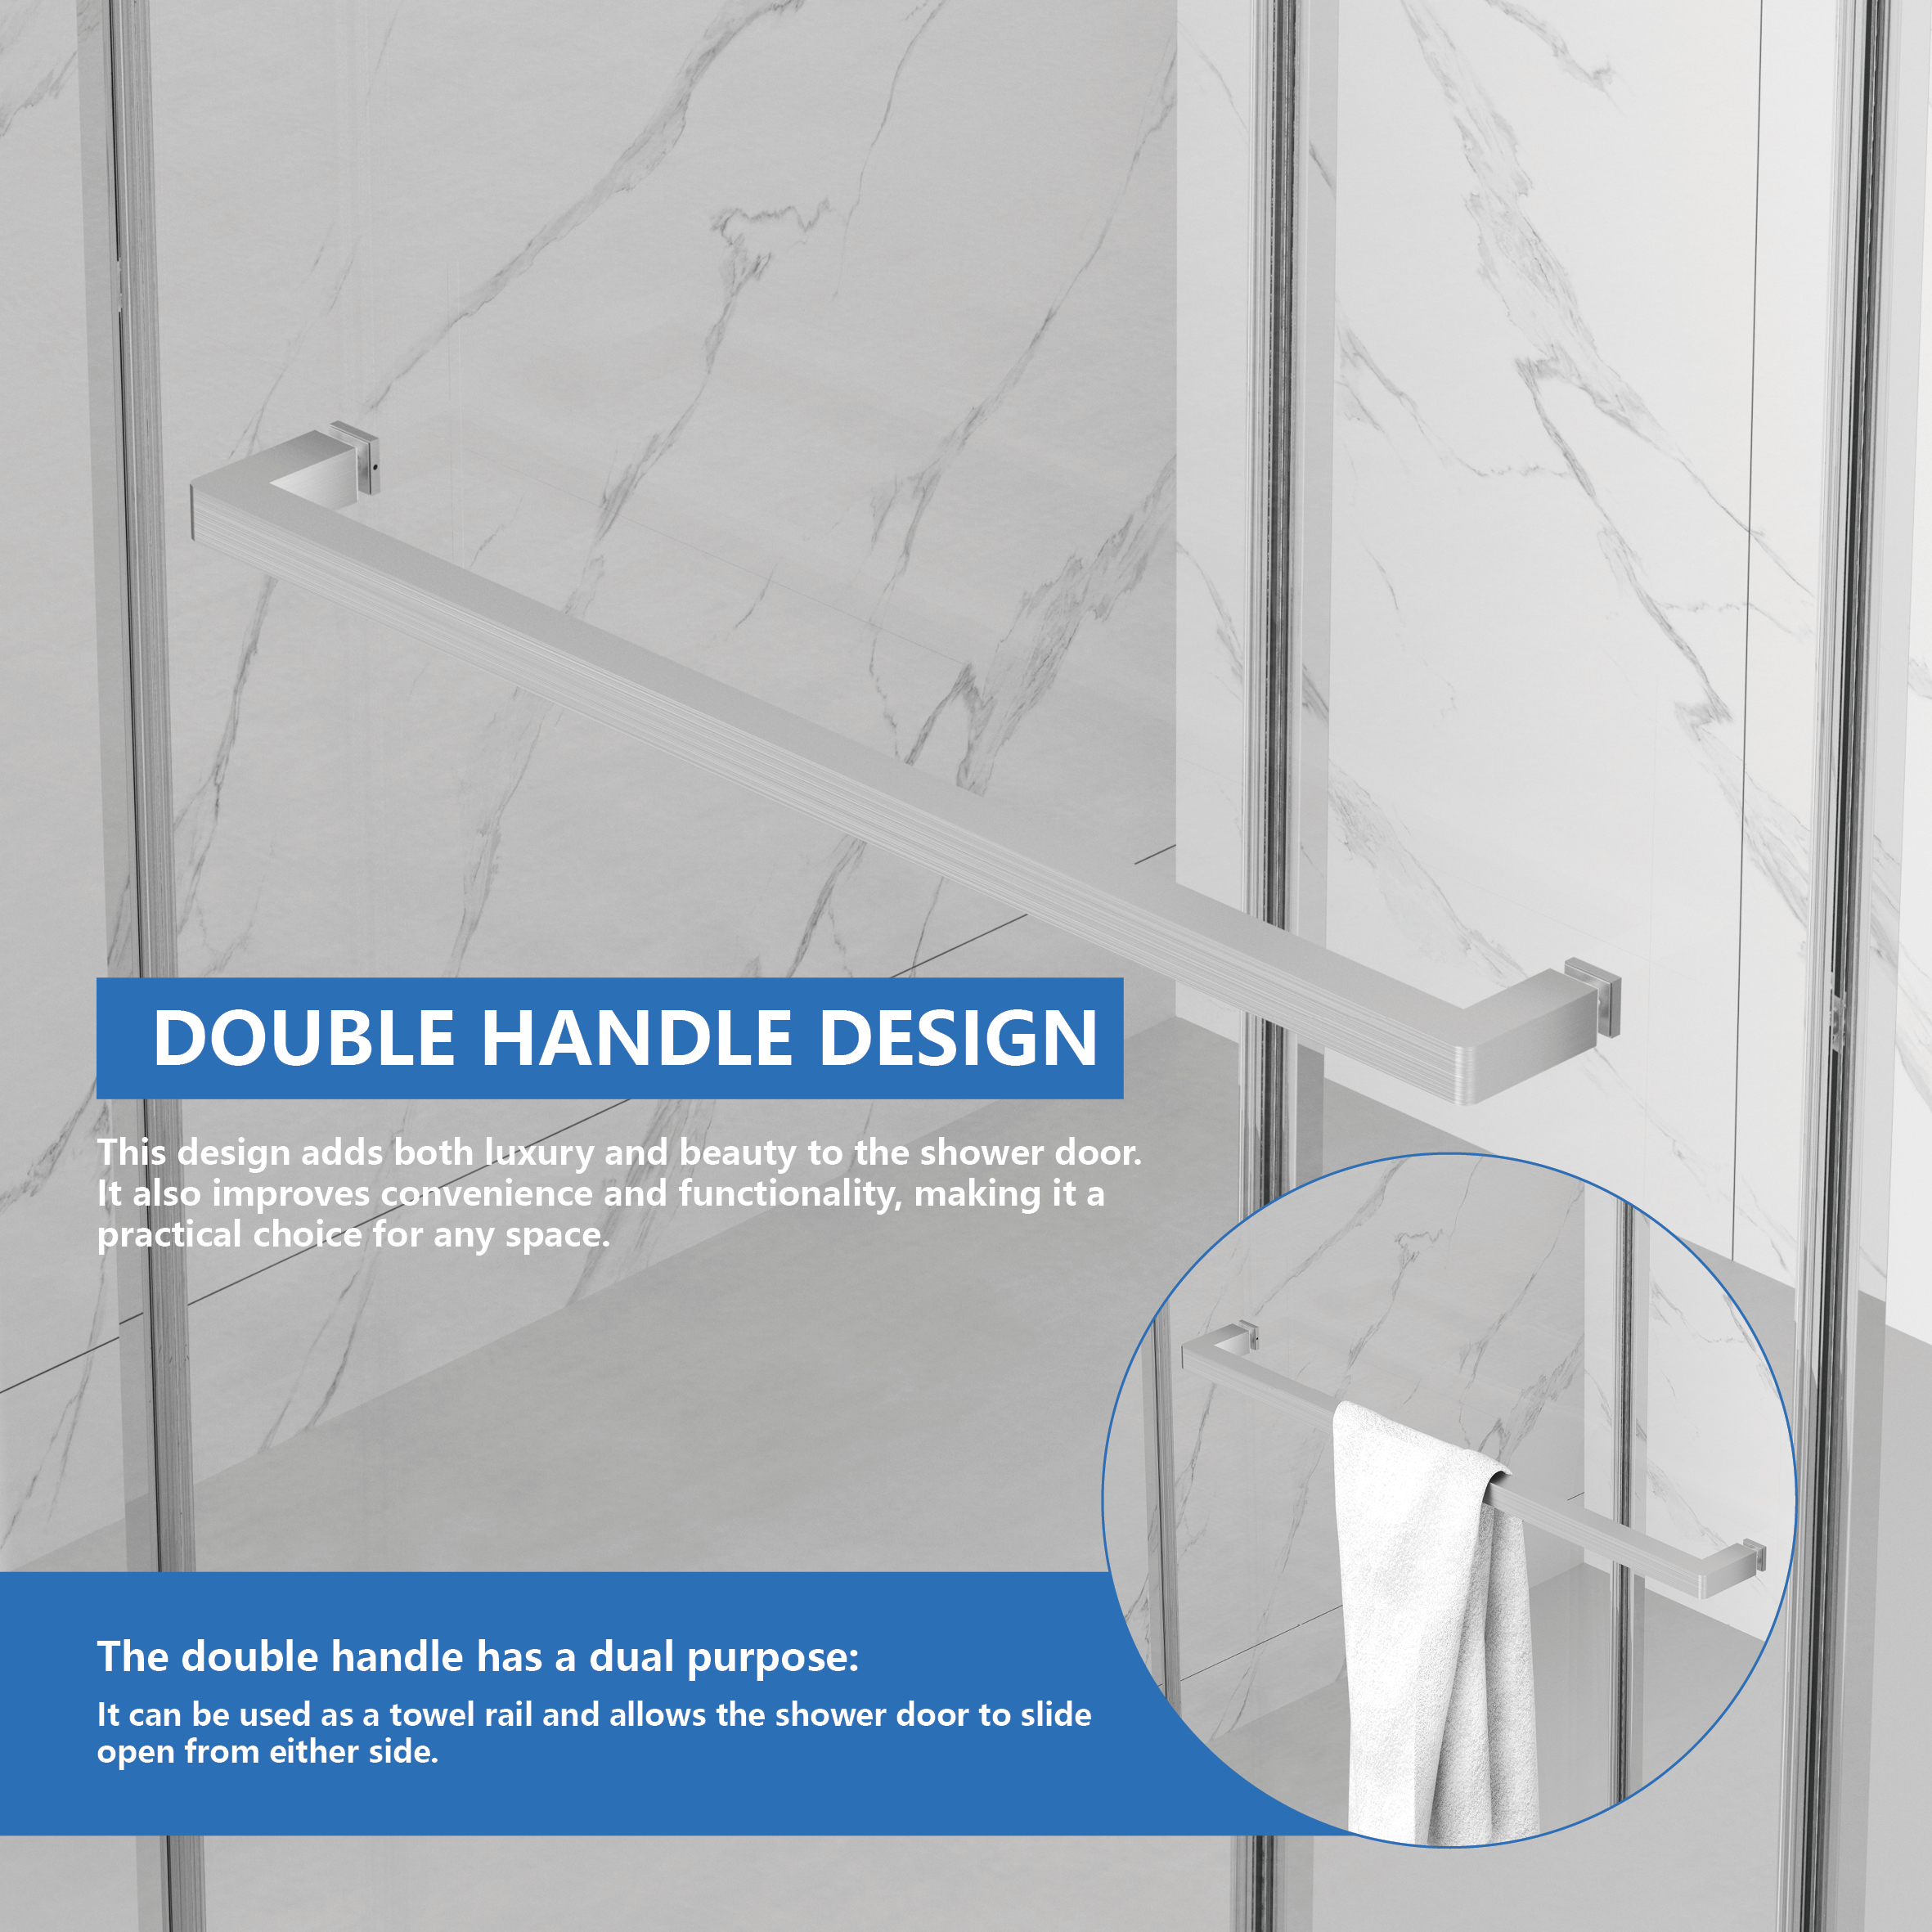 DOUBLE HANDLE DESIGN
This design adds both luxury and beauty to the shower door.
It also improves convenience and functionality, making it a
practical choice for any space.
The double handle has a dual purpose:
It can be used as a towel rail and allows the shower door to slide
open from either side.